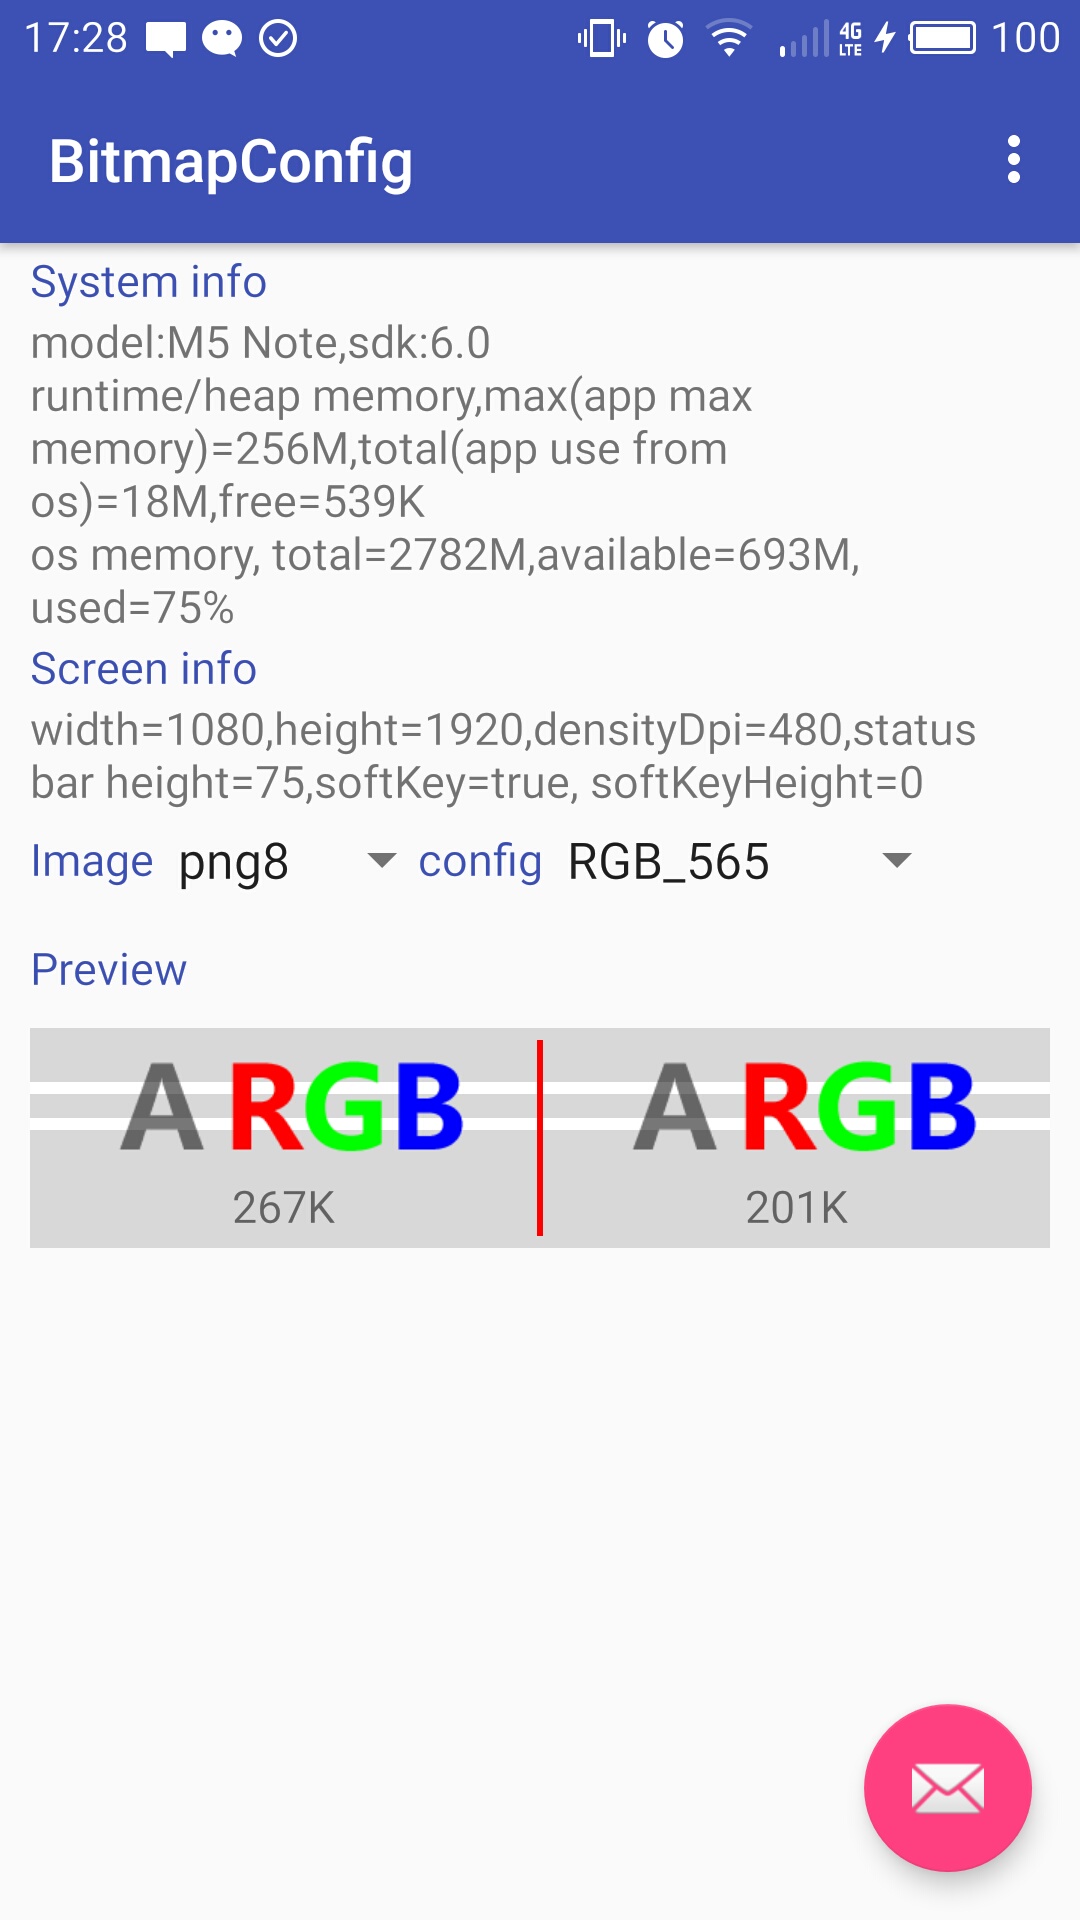 17:28 4G LTE 100
BitmapConfig
System info
model:M5 Note,sdk:6.0
runtime/heap memory,max(app max
memory)=256M,total(app use from
os)=18M,free=539K
os memory, total=2782M,available=693M,
used=75%
Screen info
width=1080,height=1920,densityDpi=480,status
bar height=75,softKey=true, softKeyHeight=0
Image png8 config RGB_565
Preview
A RGB A RGB
267K 201K